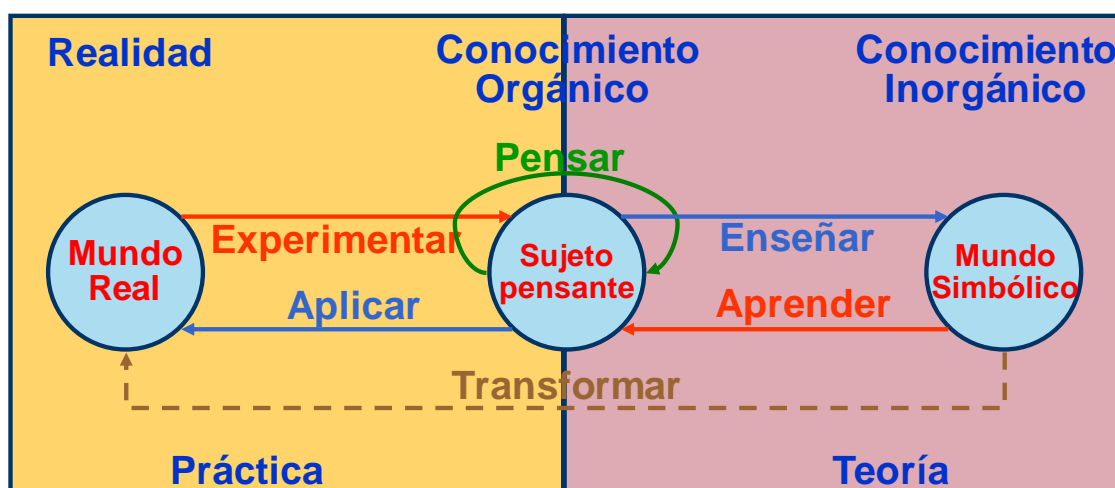 Realidad
Conocimiento
Orgánico
Conocimiento
Inorgánico
Pensar
Mundo
Real
Experimentar
Aplicar
Sujeto
pensante
Enseñar
Aprender
Mundo
Simbólico
Transformar
Práctica
Teoría